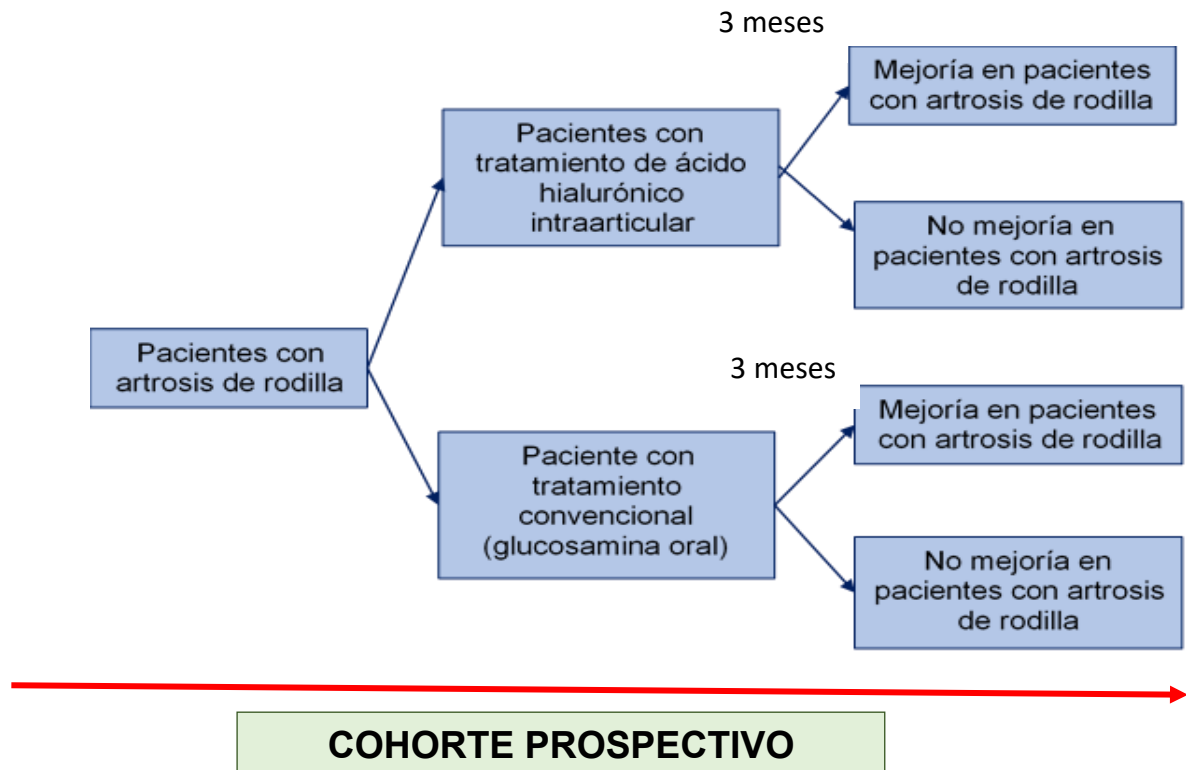 3 meses
Mejoría en pacientes
con artrosis de rodilla
Pacientes con
tratamiento de ácido
hialurónico
intraarticular
No mejoría en
pacientes con artrosis
de rodilla
Pacientes con
artrosis de rodilla
3 meses
Mejoría en pacientes
con artrosis de rodilla
Paciente con
tratamiento
convencional
(glucosamina oral)
No mejoría en
pacientes con artrosis
de rodilla
COHORTE PROSPECTIVO